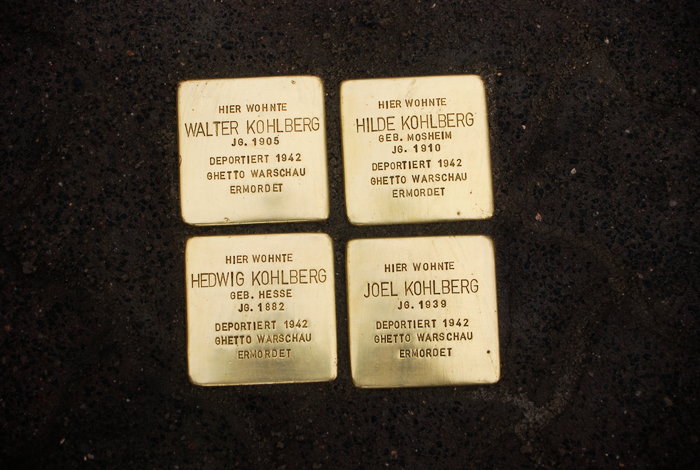 HIER WOHNTE
WALTER KOHLBERG
JG. 1905
DEPORTIERT 1942
GHETTO WARSCHAU
ERMORDET
HIER WOHNTE
HILDE KOHLBERG
GEB. MOSHEIM
JG. 1910
DEPORTIERT 1942
GHETTO WARSCHAU
ERMORDET
HIER WOHNTE
HEDWIG KOHLBERG
GEB. HESSE
JG. 1882
DEPORTIERT 1942
GHETTO WARSCHAU
ERMORDET
HIER WOHNTE
JOEL KOHLBERG
JG. 1939
DEPORTIERT 1942
GHETTO WARSCHAU
ERMORDET